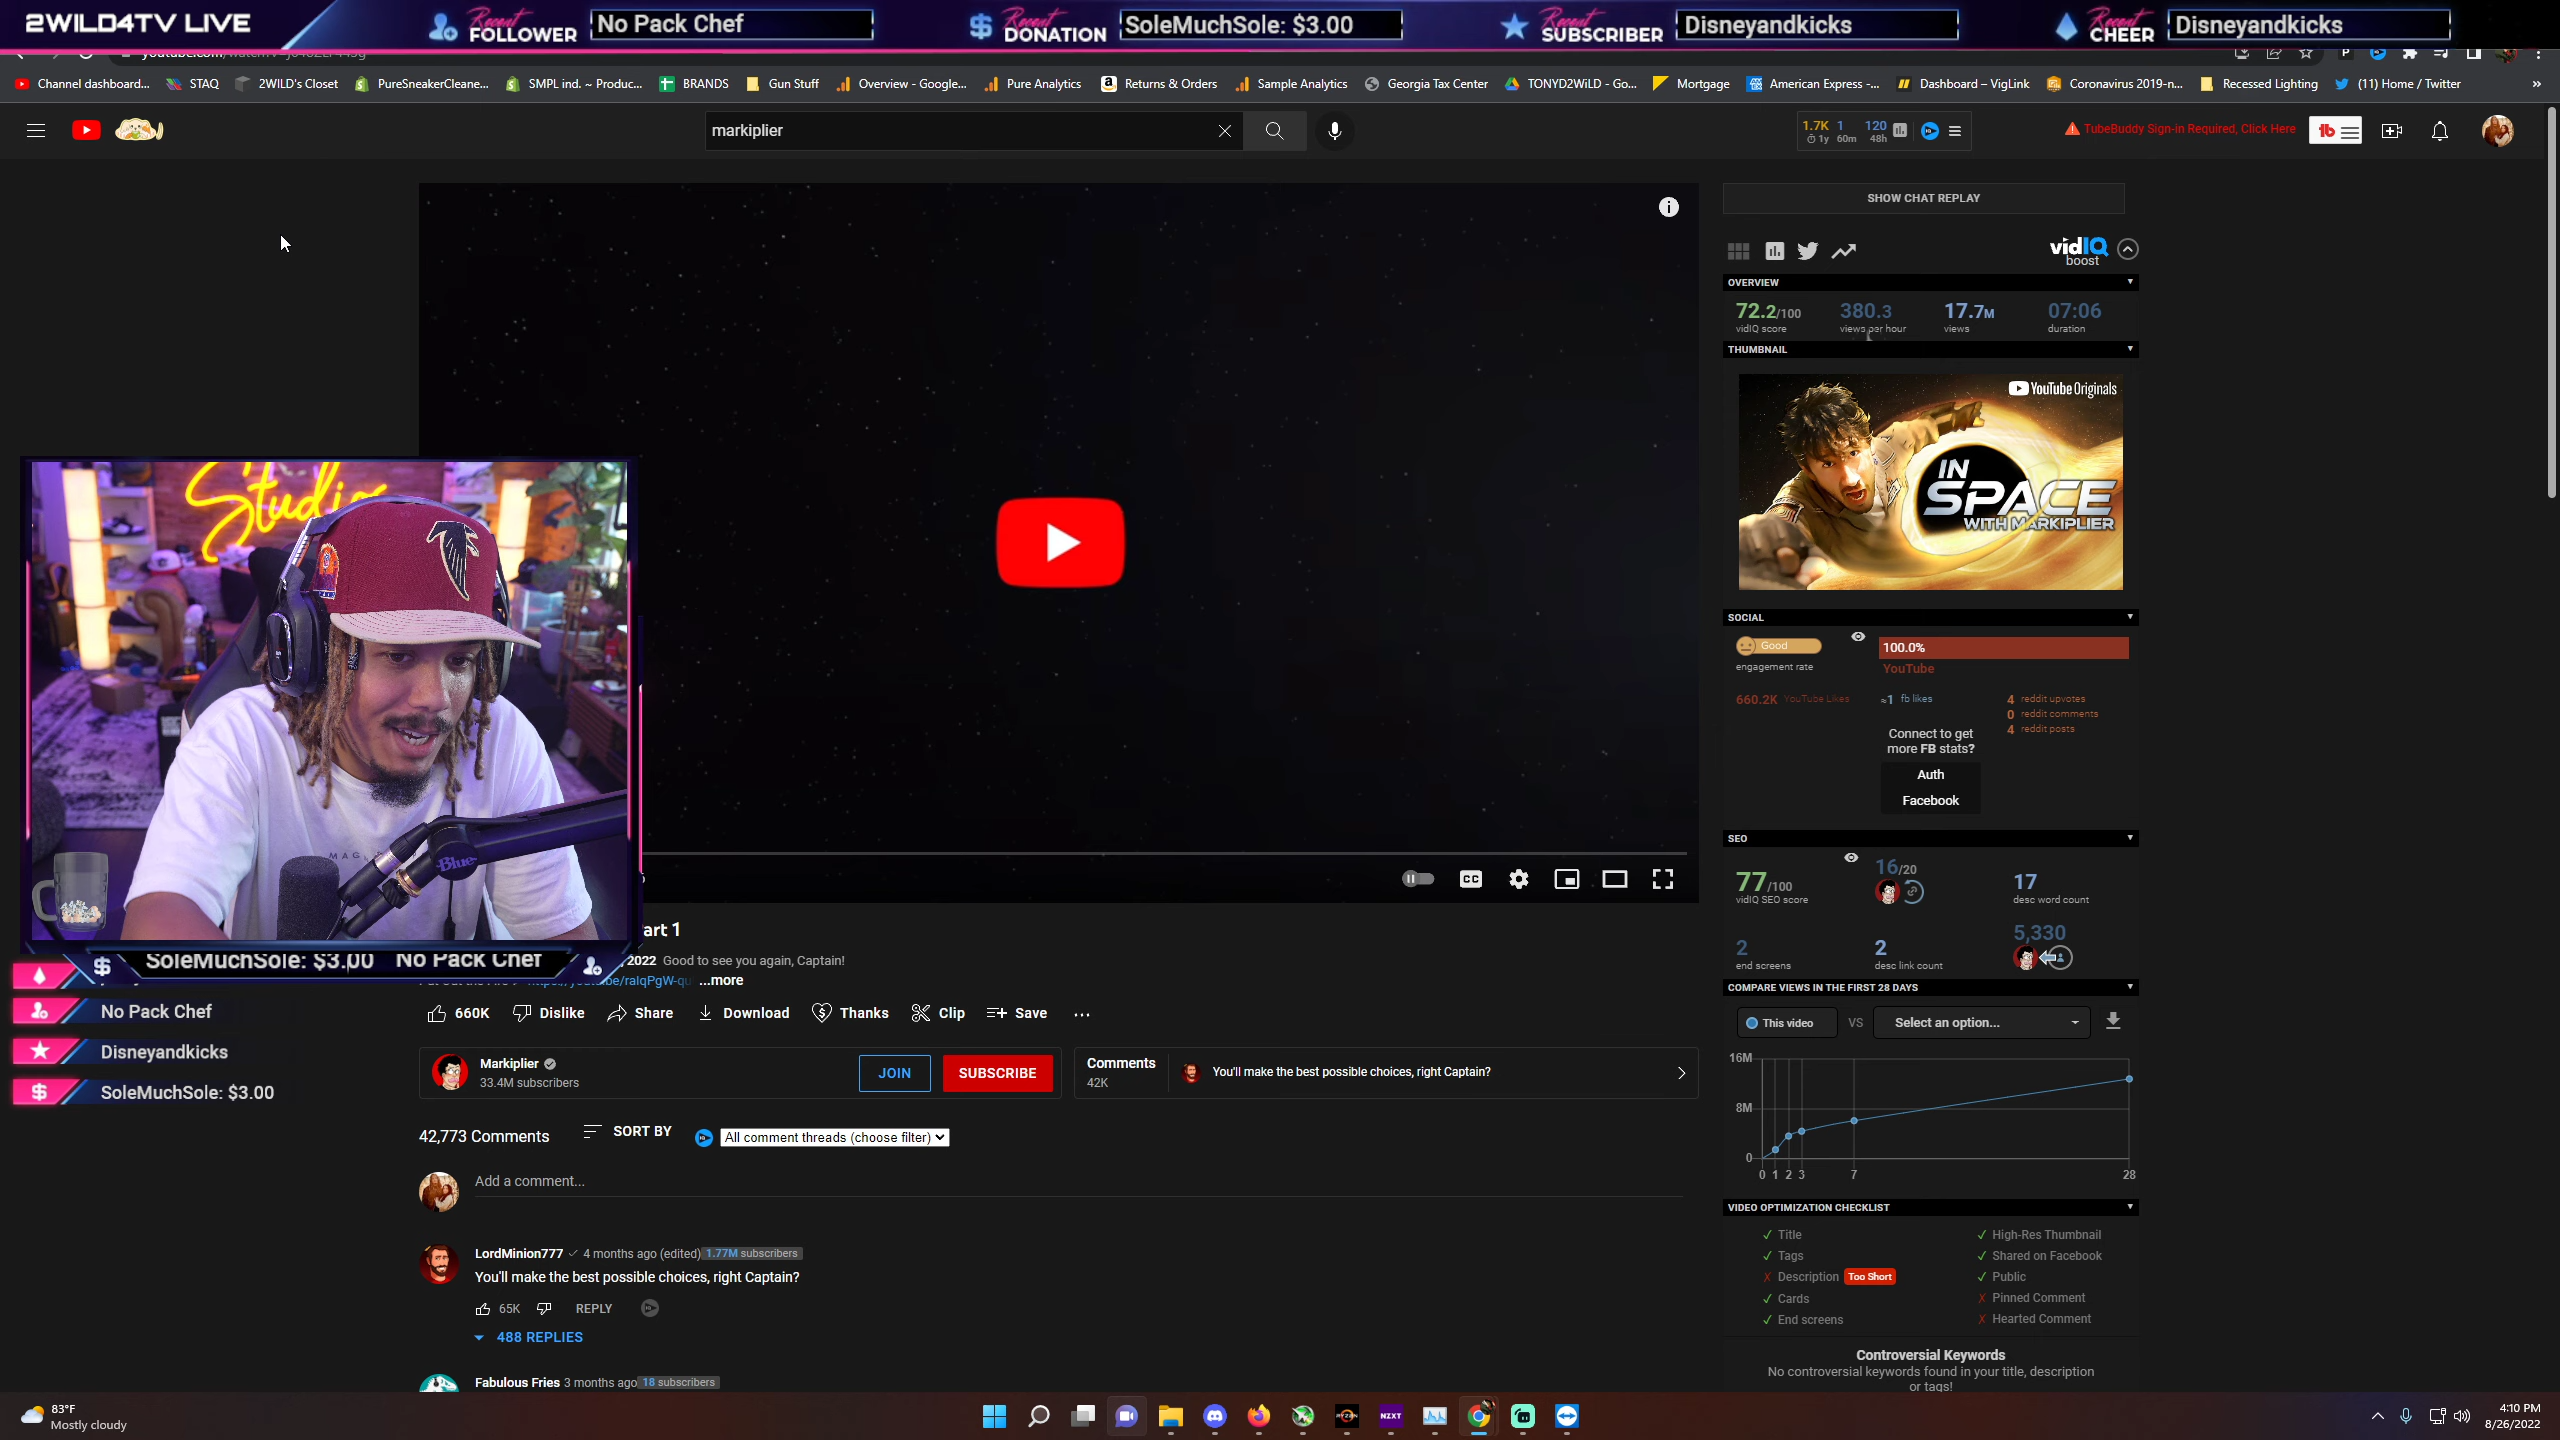 2WILD4TV LIVE
Recent FOLLOWER No Pack Chef
Recent DONATION SoleMuchSole: $3.00
Recent SUBSCRIBER Disneyandkicks
Recent CHEER Disneyandkicks
Channel dashboard... STAQ 2WILD's Closet PureSneakerCleane... SMPL ind. ~ Produc... BRANDS Gun Stuff Overview - Google... Pure Analytics Returns & Orders Sample Analytics Georgia Tax Center TONYD2WiLD - Go... Mortgage American Express -... Dashboard – VigLink Coronavirus 2019-n... Recessed Lighting (11) Home / Twitter »
markiplier
1.7K 1 120
1y 60m 48h
TubeBuddy Sign-in Required, Click Here
tb
SHOW CHAT REPLAY
vidIQ
boost
OVERVIEW
72.2/100 380.3 17.7M 07:06
vidIQ score views per hour views duration
THUMBNAIL
YouTube Originals
IN
SPACE
WITH MARKIPLIER
SOCIAL
Good
engagement rate
100.0%
YouTube
660.2K YouTube Likes
≈1 fb likes
4 reddit upvotes
0 reddit comments
4 reddit posts
Connect to get
more FB stats?
Auth
Facebook
SEO
77/100 16/20 17
vidIQ SEO score desc word count
2 2 5,330
end screens desc link count
Studio
Blue
CC
art 1
2022 Good to see you again, Captain!
...more
SoleMuchSole: $3.00 No Pack Chef
No Pack Chef
Disneyandkicks
SoleMuchSole: $3.00
660K Dislike Share Download Thanks Clip Save ...
Markiplier
33.4M subscribers
JOIN SUBSCRIBE
Comments
42K
You'll make the best possible choices, right Captain?
42,773 Comments SORT BY All comment threads (choose filter)
Add a comment...
LordMinion777 4 months ago (edited) 1.77M subscribers
You'll make the best possible choices, right Captain?
65K REPLY
488 REPLIES
Fabulous Fries 3 months ago 18 subscribers
COMPARE VIEWS IN THE FIRST 28 DAYS
This video VS Select an option...
16M
8M
0
0 1 2 3 7 28
VIDEO OPTIMIZATION CHECKLIST
✓ Title
✓ Tags
✗ Description Too Short
✓ Cards
✓ End screens
✓ High-Res Thumbnail
✓ Shared on Facebook
✓ Public
✗ Pinned Comment
✗ Hearted Comment
Controversial Keywords
No controversial keywords found in your title, description
or tags!
83°F
Mostly cloudy
RYZEN
NZXT
4:10 PM
8/26/2022